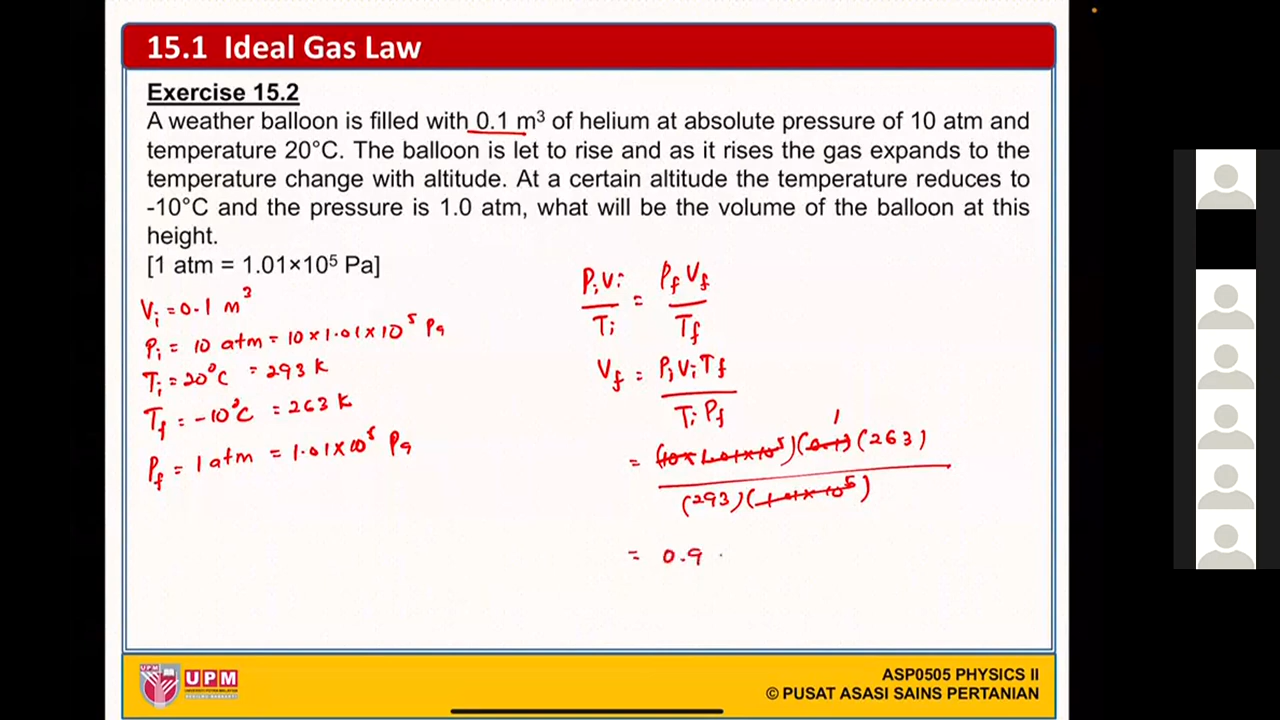 15.1 Ideal Gas Law
Exercise 15.2
A weather balloon is filled with 0.1 m³ of helium at absolute pressure of 10 atm and
temperature 20°C. The balloon is let to rise and as it rises the gas expands to the
temperature change with altitude. At a certain altitude the temperature reduces to
-10°C and the pressure is 1.0 atm, what will be the volume of the balloon at this
height.
[1 atm = 1.01×10⁵ Pa]
Vi = 0.1 m³
Pi = 10 atm = 10 × 1.01 × 10⁵ Pa
Ti = 20°C = 293 K
Tf = -10°C = 263 K
Pf = 1 atm = 1.01 × 10⁵ Pa
PiVi / Ti = PfVf / Tf
Vf = PiViTf / TiPf
1
= (10 × 1.01 × 10⁵)(0.1)(263) / (293)(1.01 × 10⁵)
= 0.9
UPM
UPM
ASP0505 PHYSICS II
© PUSAT ASASI SAINS PERTANIAN